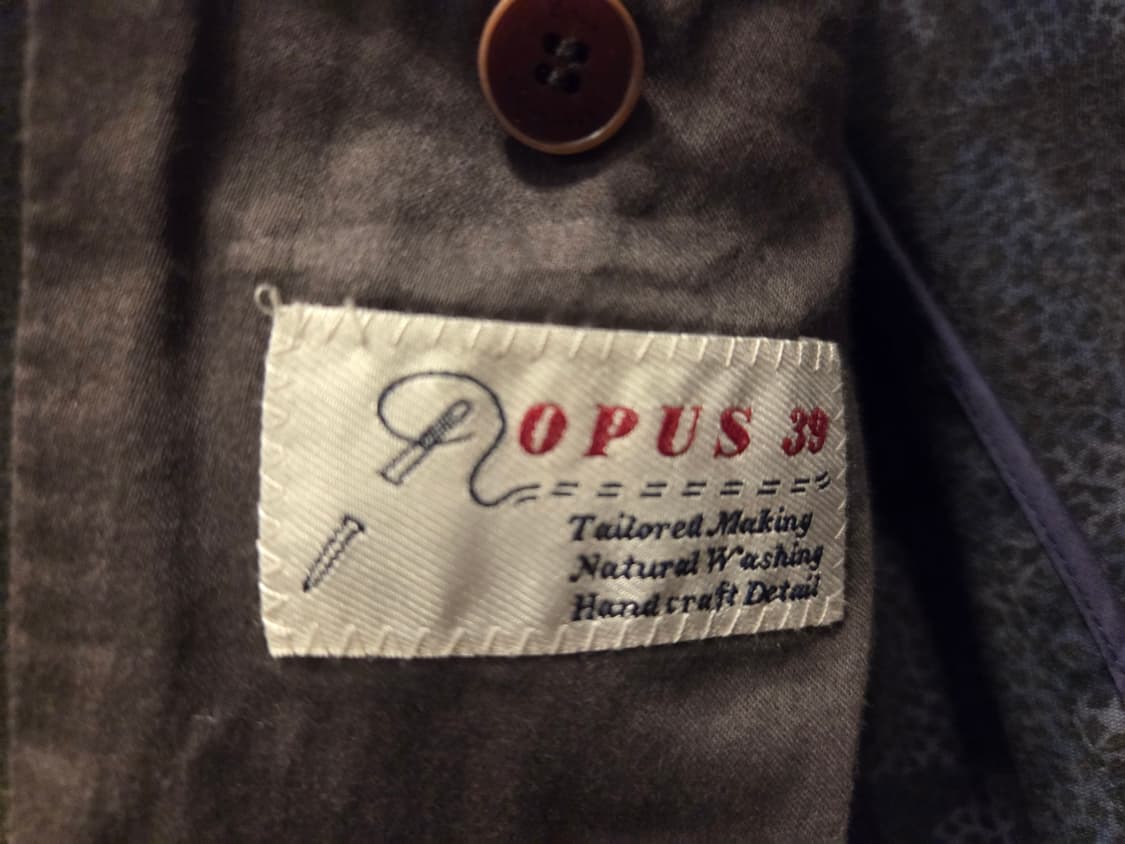 OPUS 39
Tailored Making
Natural Washing
Handcraft Detail